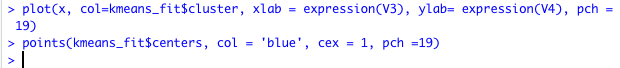 > plot(x, col=kmeans_fit$cluster, xlab = expression(V3), ylab= expression(V4), pch =
19)
> points(kmeans_fit$centers, col = 'blue', cex = 1, pch =19)
>